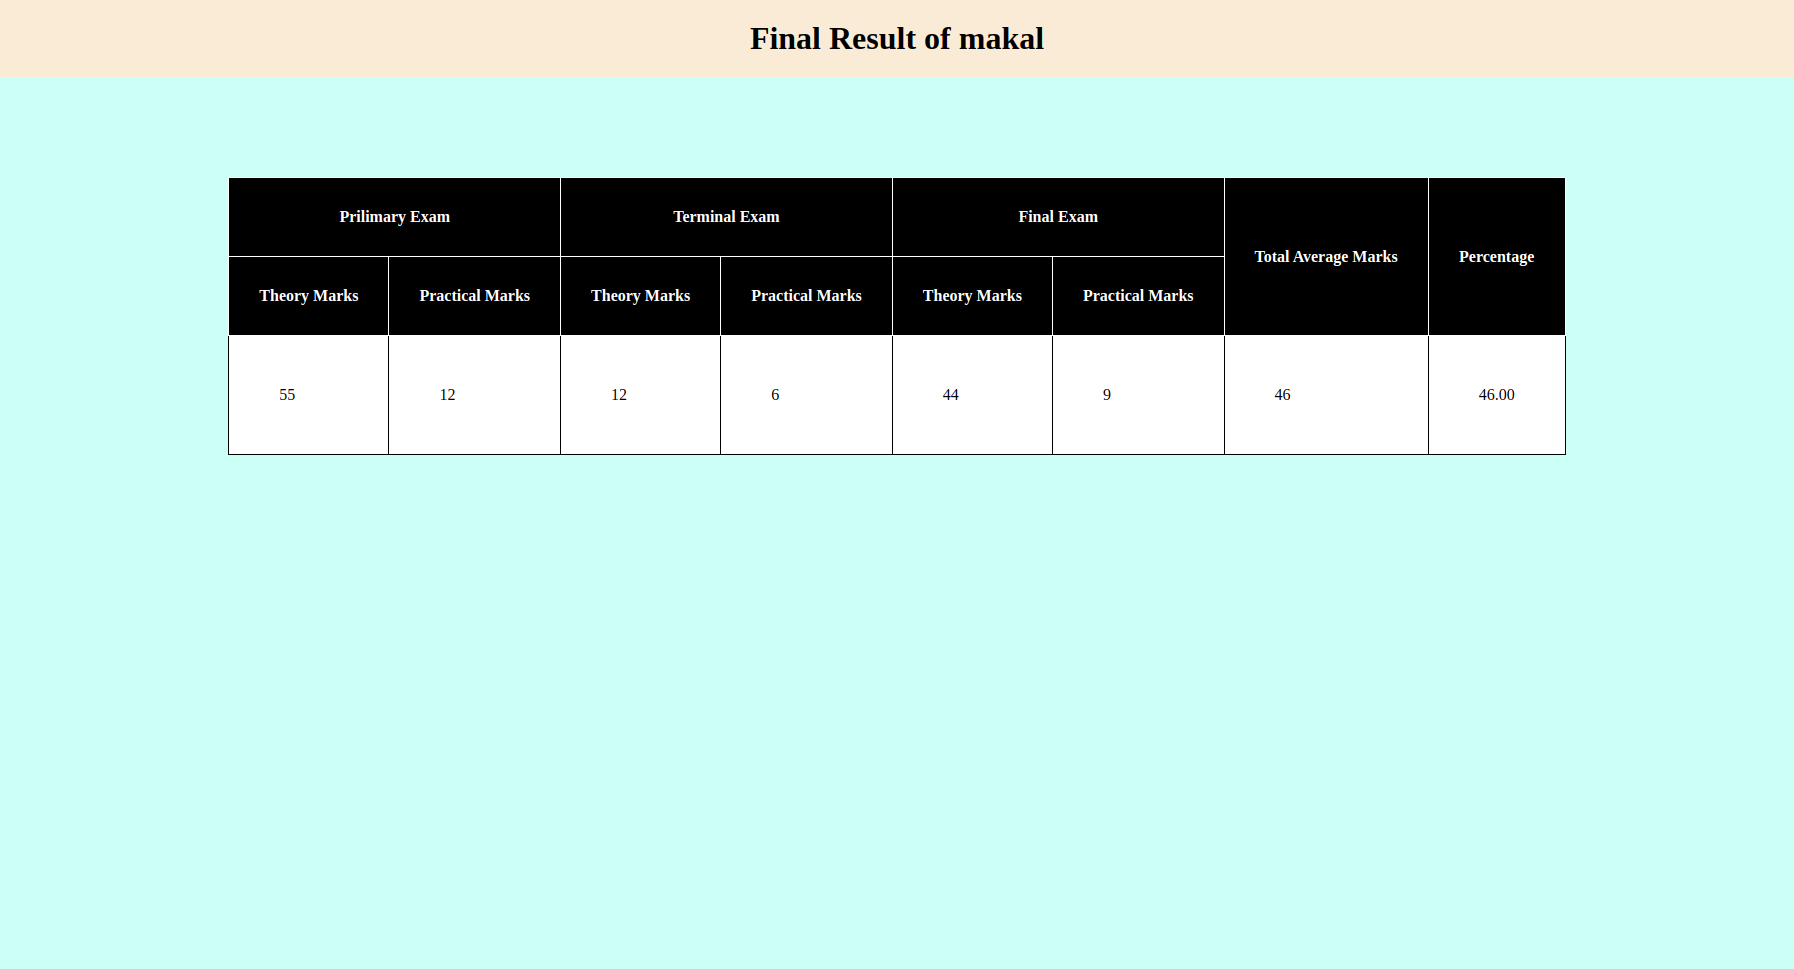 Final Result of makal
Prilimary Exam Terminal Exam Final Exam Total Average Marks Percentage
Theory Marks Practical Marks Theory Marks Practical Marks Theory Marks Practical Marks
55 12 12 6 44 9 46 46.00